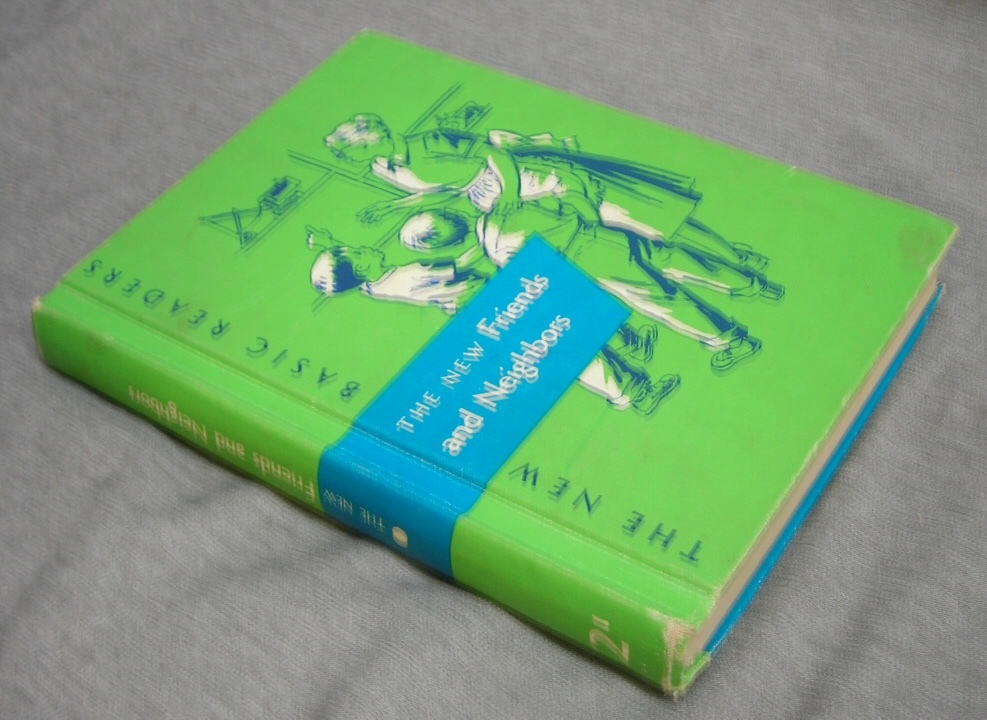 THE NEW
BASIC READERS
THE NEW Friends
and Neighbors
2¹
THE NEW
Friends and Neighbors